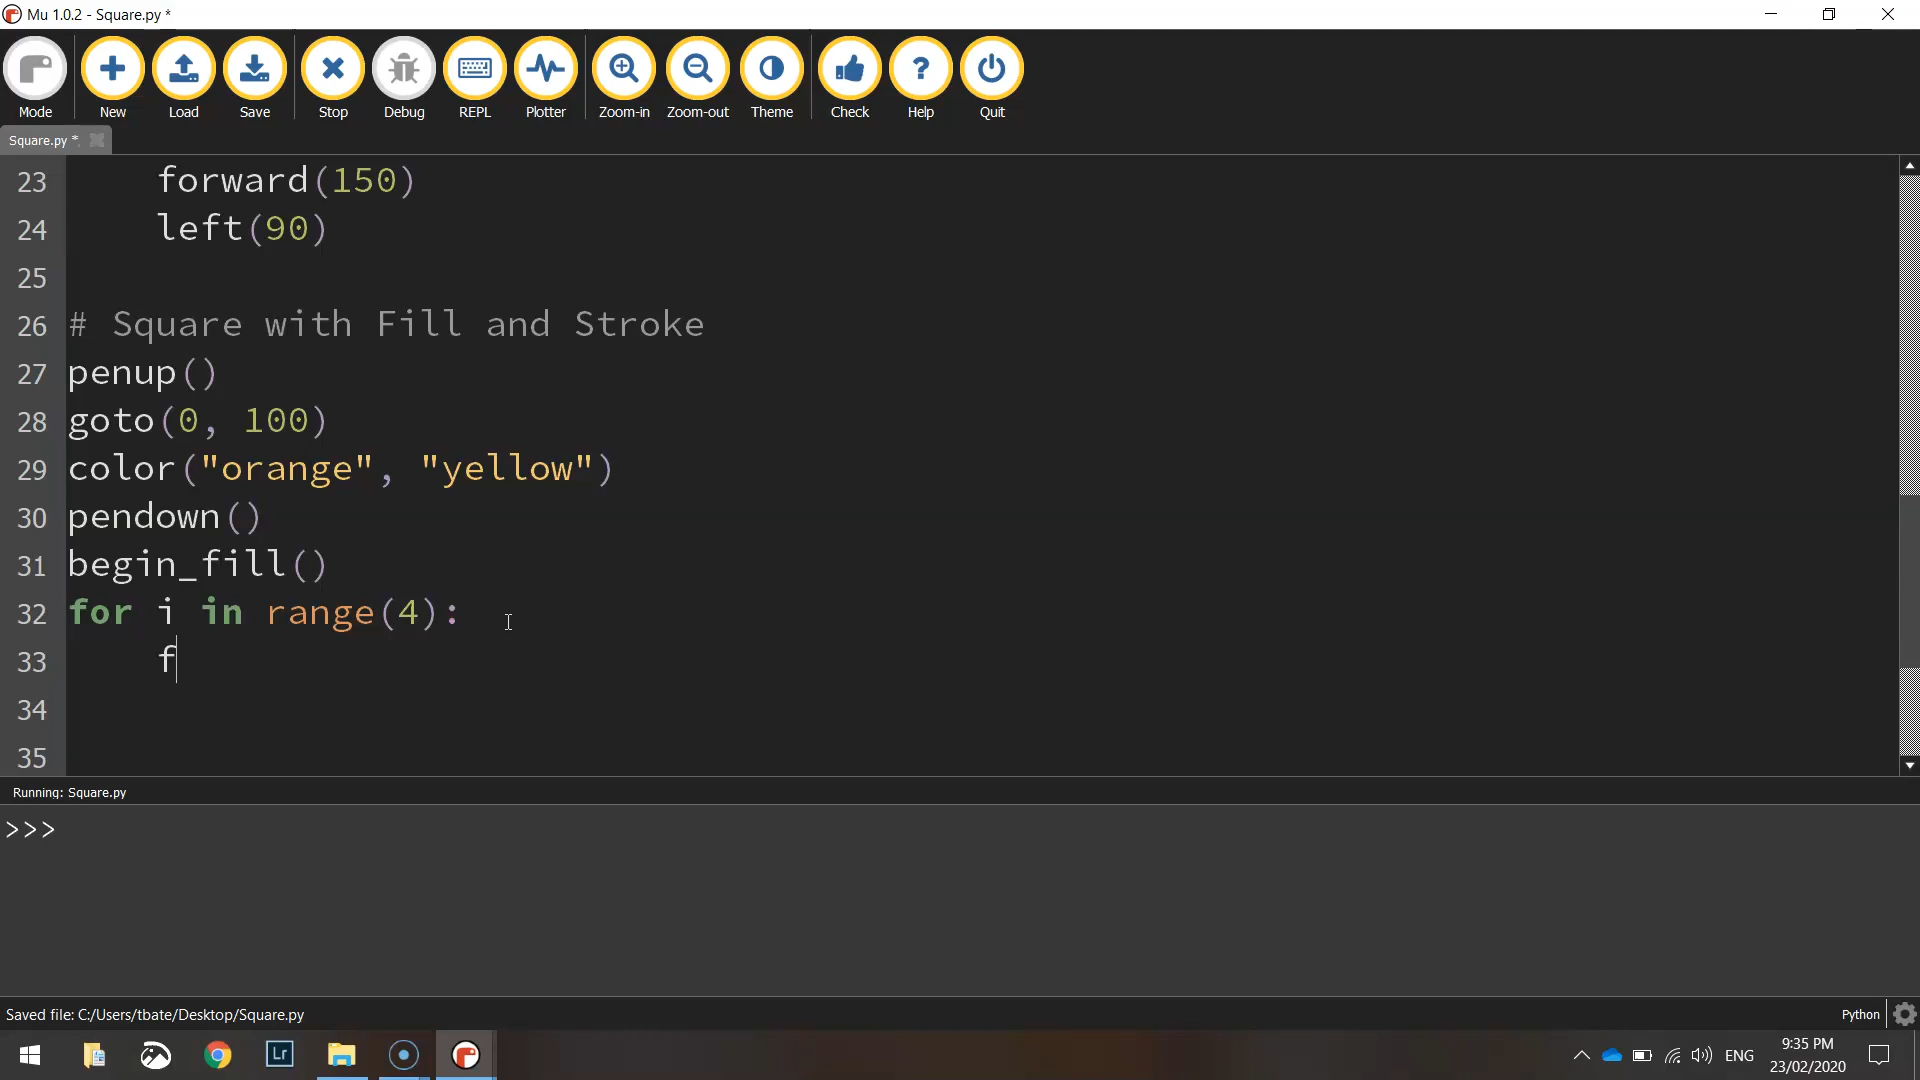 Mu 1.0.2 - Square.py *
Mode New Load Save Stop Debug REPL Plotter Zoom-in Zoom-out Theme Check Help Quit
Square.py *
23 forward(150)
24 left(90)
25
26 # Square with Fill and Stroke
27 penup()
28 goto(0, 100)
29 color("orange", "yellow")
30 pendown()
31 begin_fill()
32 for i in range(4):
33 f
34
35
Running: Square.py
>>>
Saved file: C:/Users/tbate/Desktop/Square.py
Python
Lr
ENG
9:35 PM
23/02/2020